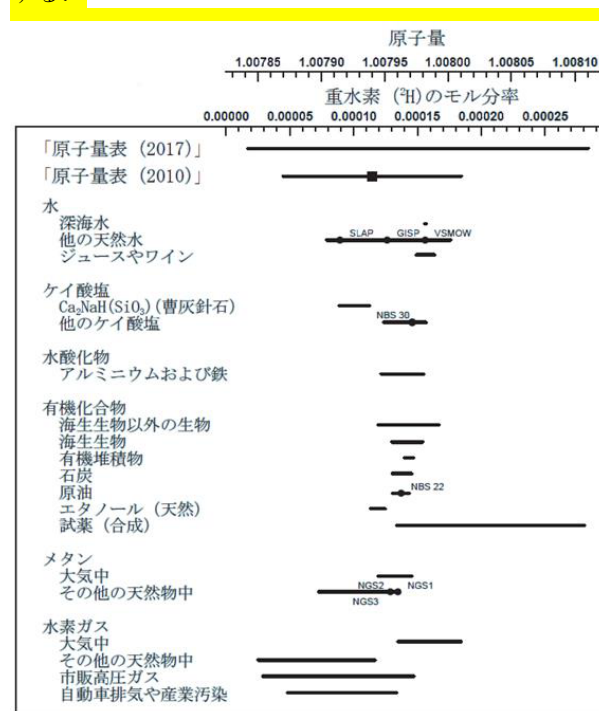 する.
原子量
1.00785 1.00790 1.00795 1.00800 1.00805 1.00810
重水素 (²H)のモル分率
0.00000 0.00005 0.00010 0.00015 0.00020 0.00025
「原子量表 (2017)」
「原子量表 (2010)」
水
深海水
他の天然水 SLAP GISP VSMOW
ジュースやワイン
ケイ酸塩
Ca₂NaH(SiO₃)(曹灰針石)
他のケイ酸塩 NBS 30
水酸化物
アルミニウムおよび鉄
有機化合物
海生生物以外の生物
海生生物
有機堆積物
石炭
原油 NBS 22
エタノール (天然)
試薬 (合成)
メタン
大気中
その他の天然物中 NGS2 NGS1
NGS3
水素ガス
大気中
その他の天然物中
市販高圧ガス
自動車排気や産業汚染